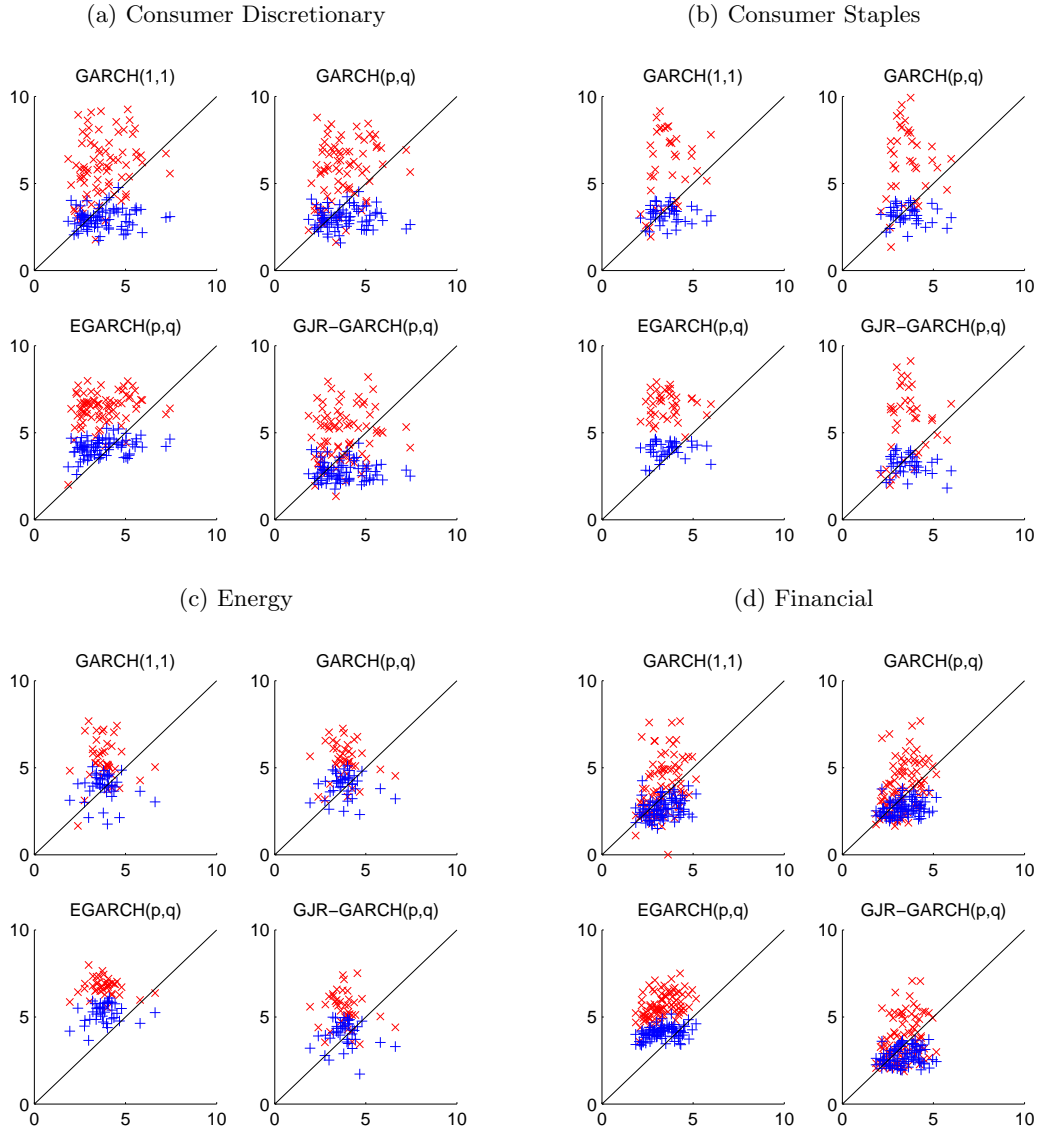 (a) Consumer Discretionary
(b) Consumer Staples
GARCH(1,1)
GARCH(p,q)
GARCH(1,1)
GARCH(p,q)
10
10
10
10
5
5
5
5
0
0
0
0
0 5 10
0 5 10
0 5 10
0 5 10
EGARCH(p,q)
GJR−GARCH(p,q)
EGARCH(p,q)
GJR−GARCH(p,q)
10
10
10
10
5
5
5
5
0
0
0
0
0 5 10
0 5 10
0 5 10
0 5 10
(c) Energy
(d) Financial
GARCH(1,1)
GARCH(p,q)
GARCH(1,1)
GARCH(p,q)
10
10
10
10
5
5
5
5
0
0
0
0
0 5 10
0 5 10
0 5 10
0 5 10
EGARCH(p,q)
GJR−GARCH(p,q)
EGARCH(p,q)
GJR−GARCH(p,q)
10
10
10
10
5
5
5
5
0
0
0
0
0 5 10
0 5 10
0 5 10
0 5 10